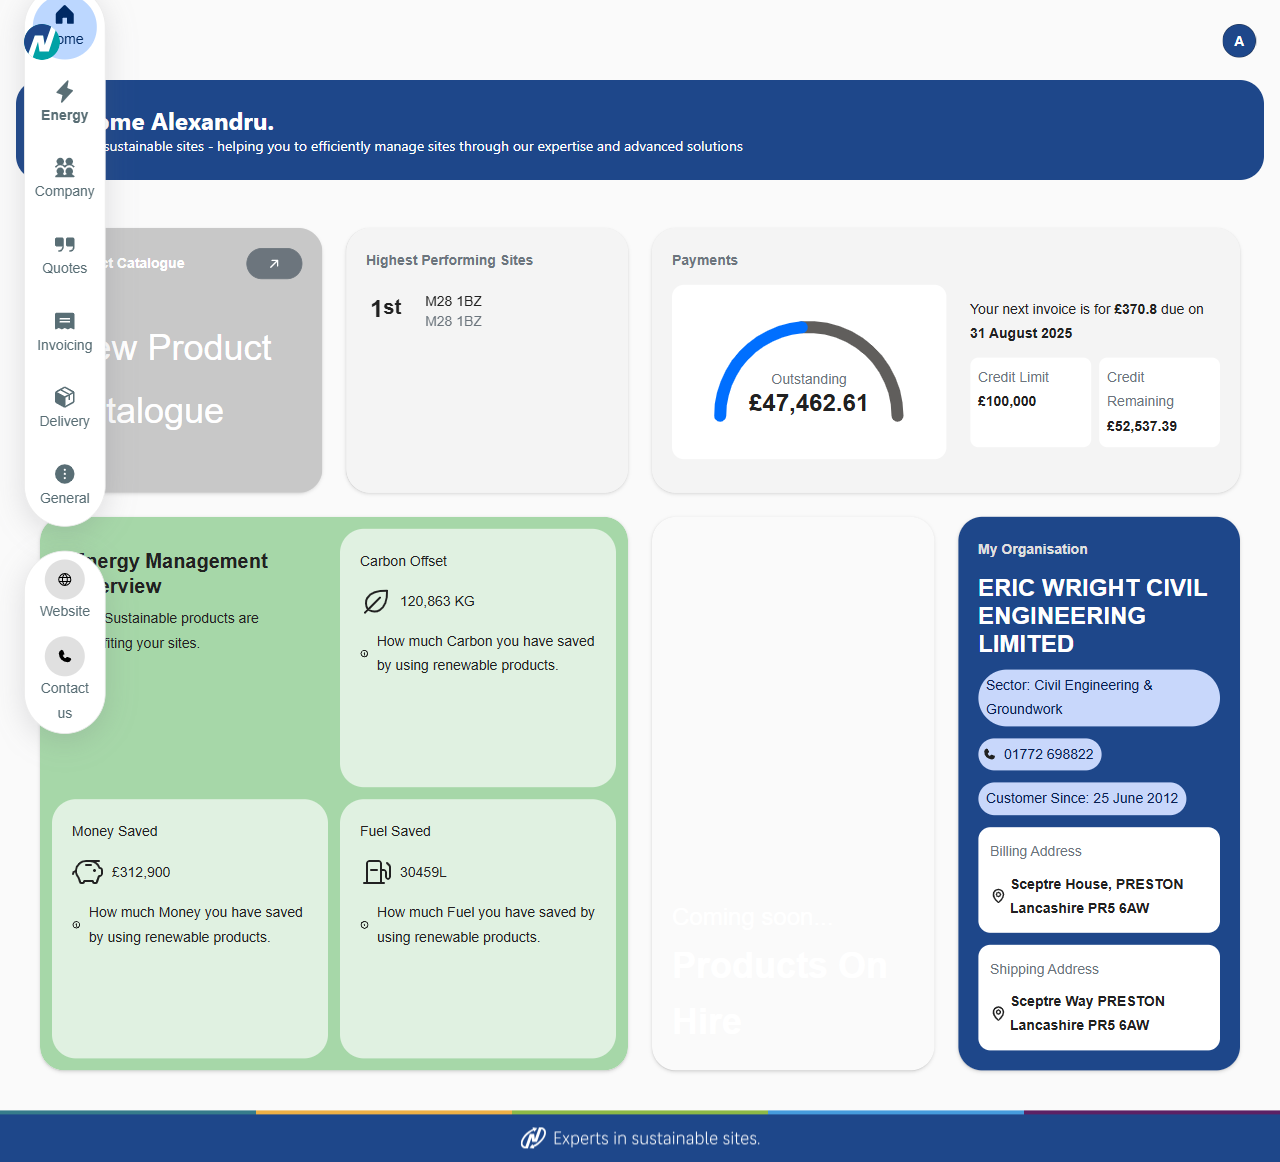 ome
A
Energy
ome Alexandru.
sustainable sites - helping you to efficiently manage sites through our expertise and advanced solutions
Company
Quotes
Invoicing
Delivery
General
ct Catalogue
ew Product
talogue
Highest Performing Sites
1st
M28 1BZ
M28 1BZ
Payments
Outstanding
£47,462.61
Your next invoice is for £370.8 due on
31 August 2025
Credit Limit
£100,000
Credit
Remaining
£52,537.39
Website
Contact
us
nergy Management
erview
Sustainable products are
fiting your sites.
Carbon Offset
120,863 KG
How much Carbon you have saved
by using renewable products.
Money Saved
£312,900
How much Money you have saved
by using renewable products.
Fuel Saved
30459L
How much Fuel you have saved by
using renewable products.
Coming soon...
Products On
Hire
My Organisation
ERIC WRIGHT CIVIL
ENGINEERING
LIMITED
Sector: Civil Engineering &
Groundwork
01772 698822
Customer Since: 25 June 2012
Billing Address
Sceptre House, PRESTON
Lancashire PR5 6AW
Shipping Address
Sceptre Way PRESTON
Lancashire PR5 6AW
Experts in sustainable sites.